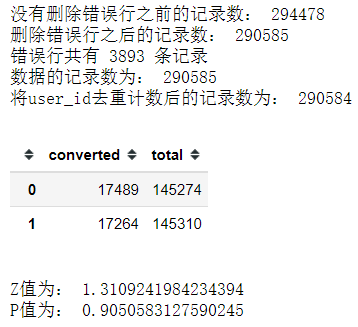 没有删除错误行之前的记录数： 294478
删除错误行之后的记录数： 290585
错误行共有 3893 条记录
数据的记录数为： 290585
将user_id去重计数后的记录数为： 290584
converted total
0 17489 145274
1 17264 145310
Z值为： 1.3109241984234394
P值为： 0.9050583127590245